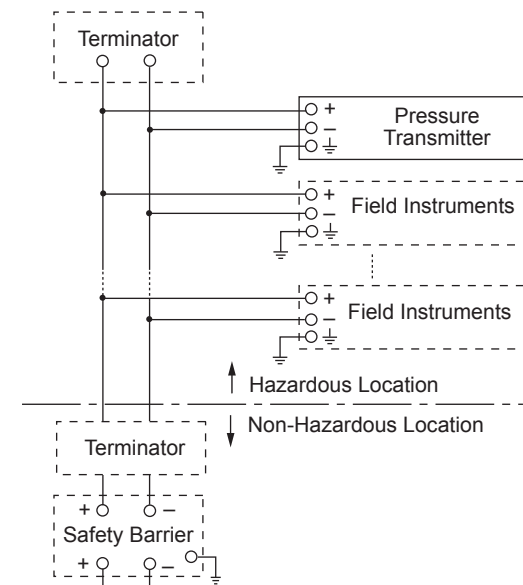 Terminator
+
Pressure
–
Transmitter
+
Field Instruments
–
+
Field Instruments
–
Hazardous Location
Non-Hazardous Location
Terminator
+ –
Safety Barrier
+ –